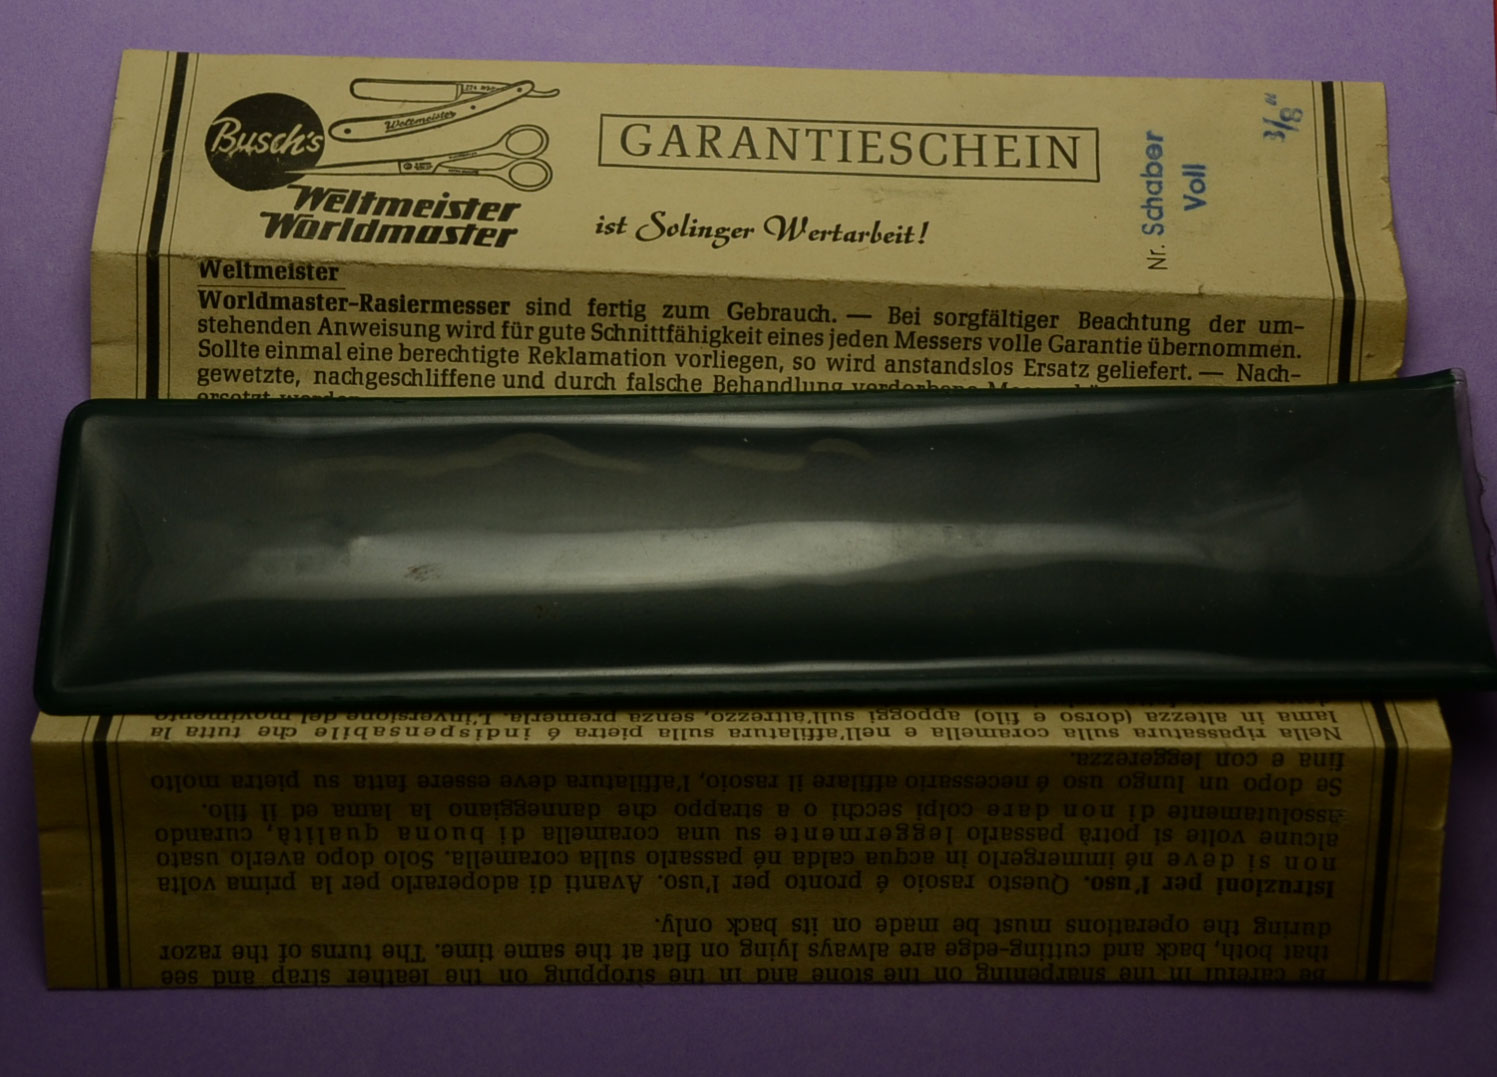 Busch's
Weltmeister
Weltmeister
Worldmaster
GARANTIESCHEIN
ist Solinger Wertarbeit!
Nr. Schaber
Voll
3/8"
Weltmeister
Worldmaster-Rasiermesser sind fertig zum Gebrauch. — Bei sorgfältiger Beachtung der um-
stehenden Anweisung wird für gute Schnittfähigkeit eines jeden Messers volle Garantie übernommen.
Sollte einmal eine berechtigte Reklamation vorliegen, so wird anstandslos Ersatz geliefert. — Nach-
gewetzte, nachgeschliffene und durch falsche Behandlung verdorbene
ersetzt werden
be careful in the sharpening on the stone and in the stropping on the leather strap and see
that both, back and cutting-edge are always lying on flat at the same time. The turns of the razor
during the operations must be made on its back only.
Istruzioni per l'uso. Questo rasoio é pronto per l'uso. Avanti di adoperarlo per la prima volta
non si deve né immergerlo in acqua calda né passarlo sulla coramella. Solo dopo averlo usato
alcune volte si potrà passarlo leggermente su una coramella di buona qualità, curando
assolutamente di non dare colpi secchi o a strappo che danneggiano la lama ed il filo.
Se dopo un lungo uso é necessario affilare il rasoio, l'affilatura deve essere fatta su pietra molto
fina e con leggerezza.
Nella ripassatura sulla coramella e nell'affilatura sulla pietra é indispensabile che tutta la
lama in altezza (dorso e filo) appoggi sull'attrezzo, senza premerla. L'inversione del movimento